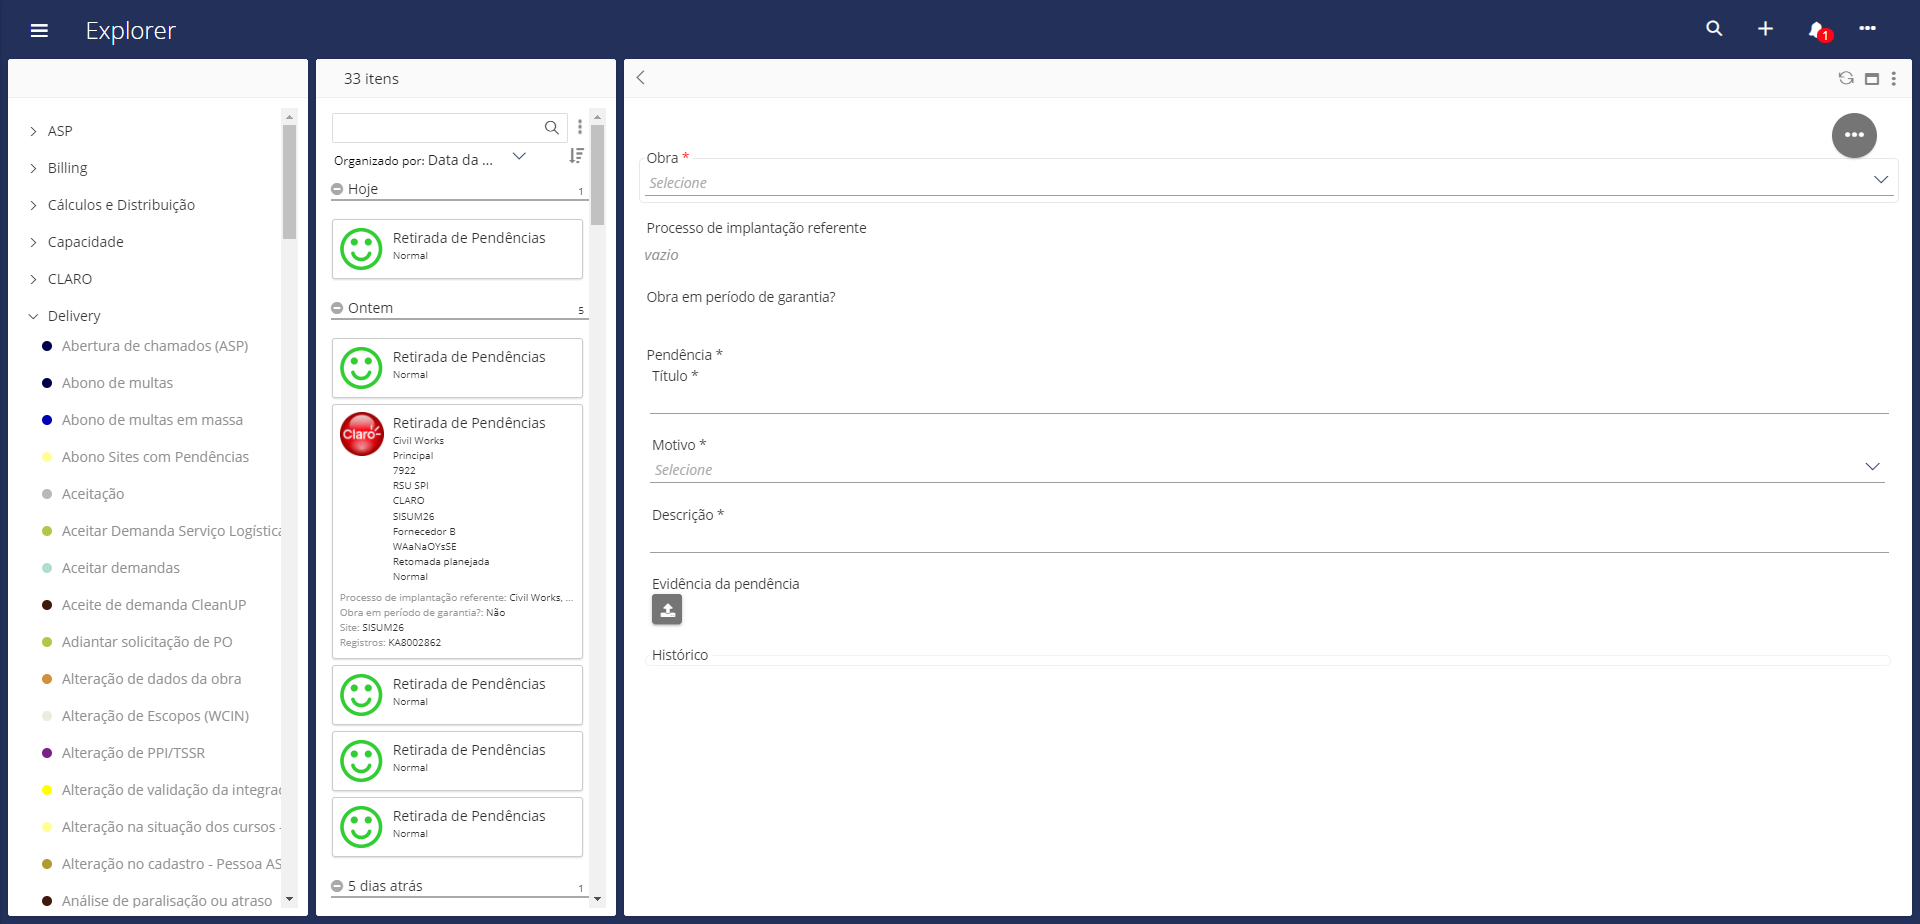 Explorer
1
ASP
Billing
Cálculos e Distribuição
Capacidade
CLARO
Delivery
Abertura de chamados (ASP)
Abono de multas
Abono de multas em massa
Abono Sites com Pendências
Aceitação
Aceitar Demanda Serviço Logística
Aceitar demandas
Aceite de demanda CleanUP
Adiantar solicitação de PO
Alteração de dados da obra
Alteração de Escopos (WCIN)
Alteração de PPI/TSSR
Alteração de validação da integraç
Alteração na situação dos cursos -
Alteração no cadastro - Pessoa AS
Análise de paralisação ou atraso
33 itens
Organizado por: Data da ...
Hoje 1
Retirada de Pendências
Normal
Ontem 5
Retirada de Pendências
Normal
Claro
Retirada de Pendências
Civil Works
Principal
7922
RSU SPI
CLARO
SISUM26
Fornecedor B
WAaNaOYsSE
Retomada planejada
Normal
Processo de implantação referente: Civil Works, ...
Obra em período de garantia?: Não
Site: SISUM26
Registros: KA8002862
Retirada de Pendências
Normal
Retirada de Pendências
Normal
Retirada de Pendências
Normal
5 dias atrás 1
Obra *
Selecione
Processo de implantação referente
vazio
Obra em período de garantia?
Pendência *
Título *
Motivo *
Selecione
Descrição *
Evidência da pendência
Histórico